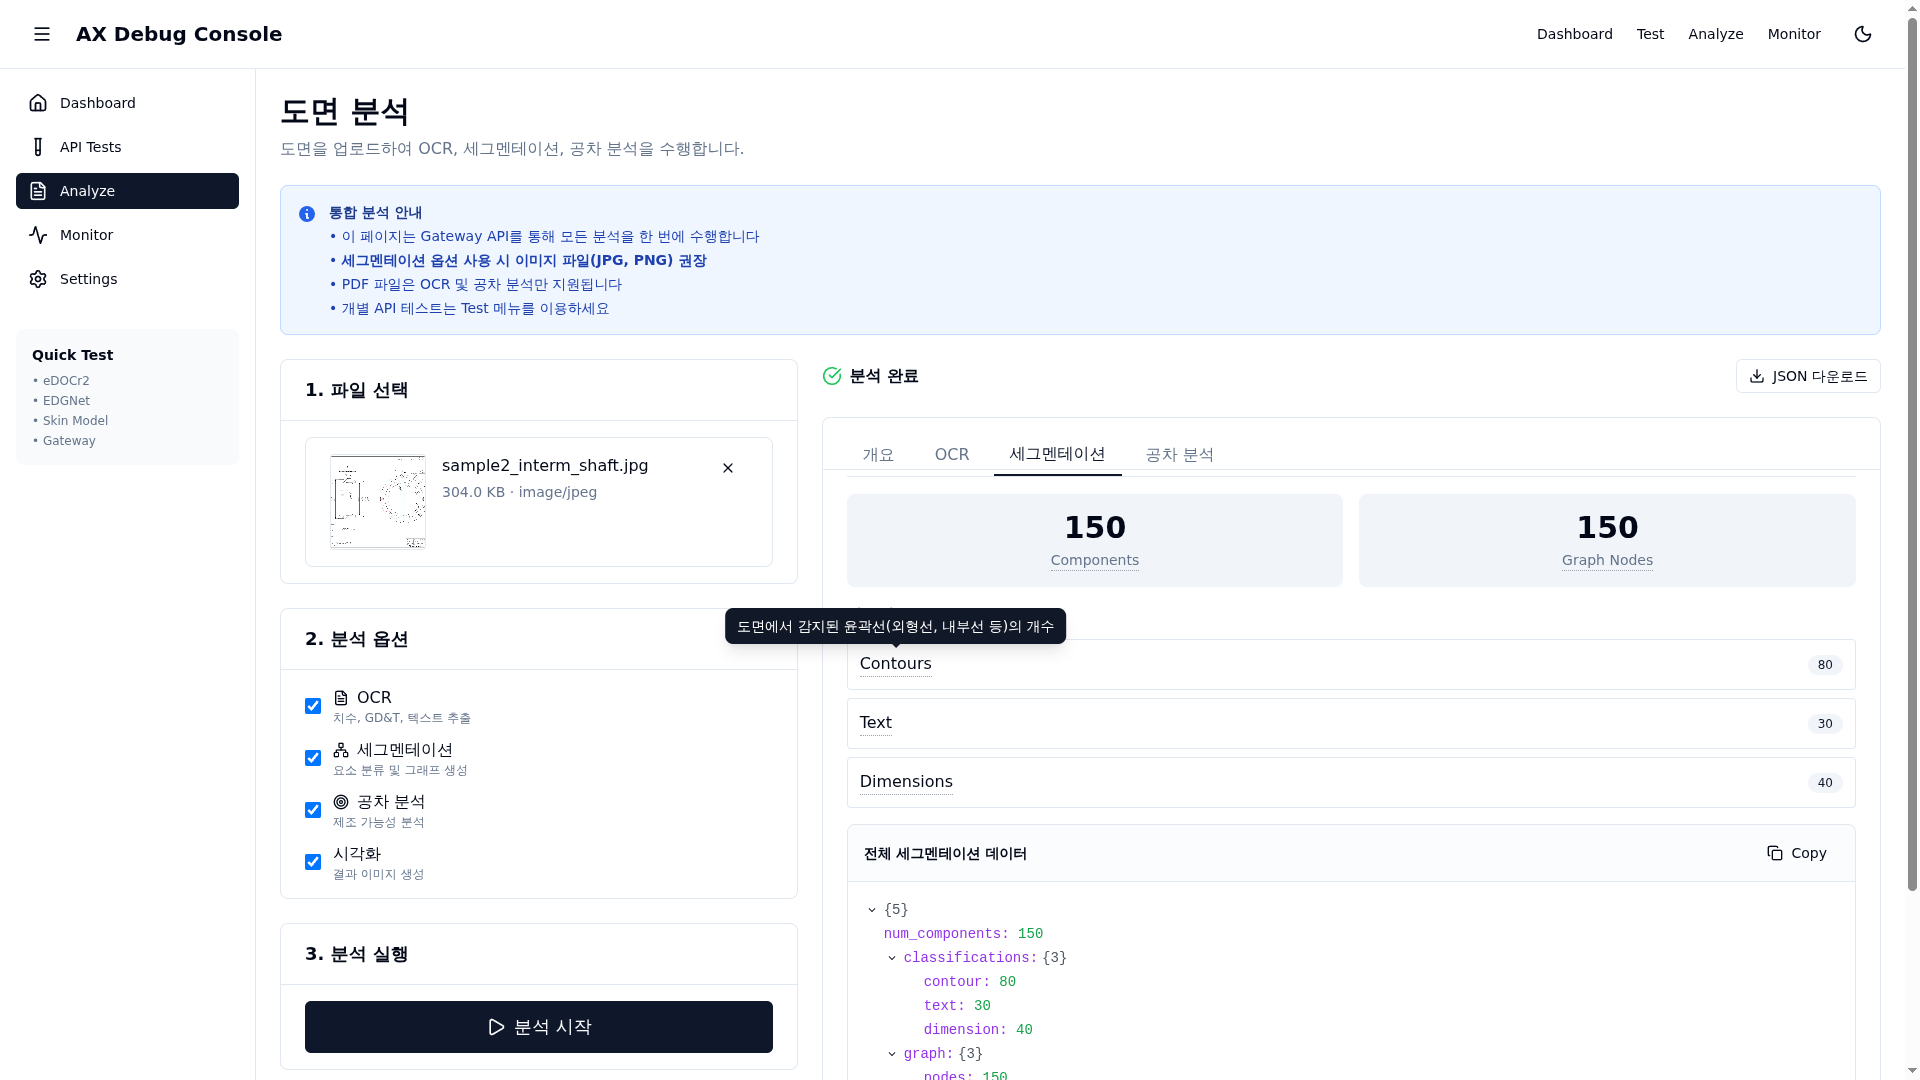 AX Debug Console
Dashboard
Test
Analyze
Monitor
Dashboard
API Tests
Analyze
Monitor
Settings
Quick Test
• eDOCr2
• EDGNet
• Skin Model
• Gateway
도면 분석
도면을 업로드하여 OCR, 세그멘테이션, 공차 분석을 수행합니다.
통합 분석 안내
• 이 페이지는 Gateway API를 통해 모든 분석을 한 번에 수행합니다
• 세그멘테이션 옵션 사용 시 이미지 파일(JPG, PNG) 권장
• PDF 파일은 OCR 및 공차 분석만 지원됩니다
• 개별 API 테스트는 Test 메뉴를 이용하세요
1. 파일 선택
sample2_interm_shaft.jpg
304.0 KB · image/jpeg
2. 분석 옵션
OCR
치수, GD&T, 텍스트 추출
세그멘테이션
요소 분류 및 그래프 생성
공차 분석
제조 가능성 분석
시각화
결과 이미지 생성
3. 분석 실행
분석 시작
분석 완료
JSON 다운로드
개요
OCR
세그멘테이션
공차 분석
150
Components
150
Graph Nodes
도면에서 감지된 윤곽선(외형선, 내부선 등)의 개수
Contours
80
Text
30
Dimensions
40
전체 세그멘테이션 데이터
Copy
{5}
num_components: 150
classifications: {3}
contour: 80
text: 30
dimension: 40
graph: {3}
nodes: 150